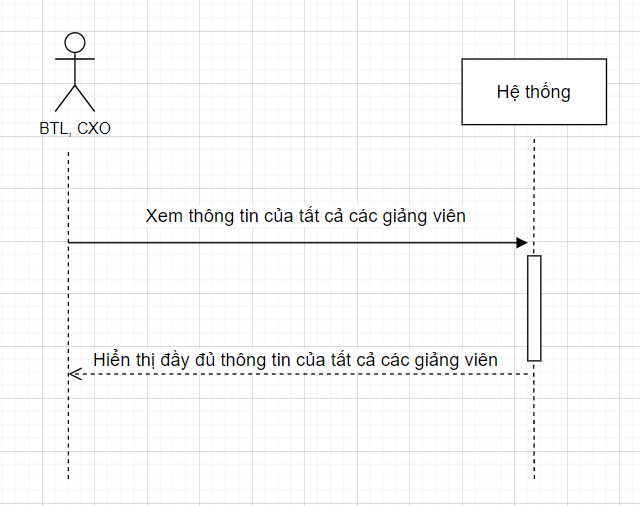 BTL, CXO
Hệ thống
Xem thông tin của tất cả các giảng viên
Hiển thị đầy đủ thông tin của tất cả các giảng viên